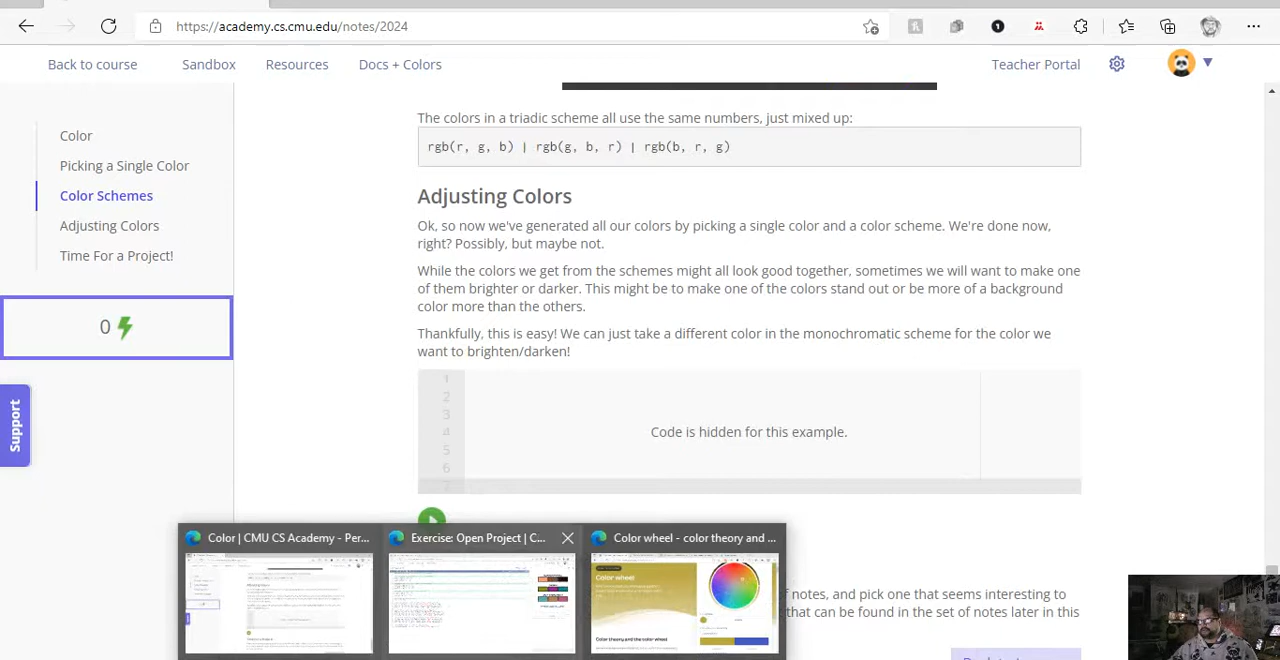 https://academy.cs.cmu.edu/notes/2024
Back to course
Sandbox
Resources
Docs + Colors
Teacher Portal
Color
Picking a Single Color
Color Schemes
Adjusting Colors
Time For a Project!
0
Support
The colors in a triadic scheme all use the same numbers, just mixed up:
rgb(r, g, b) | rgb(g, b, r) | rgb(b, r, g)
Adjusting Colors
Ok, so now we've generated all our colors by picking a single color and a color scheme. We're done now,
right? Possibly, but maybe not.
While the colors we get from the schemes might all look good together, sometimes we will want to make one
of them brighter or darker. This might be to make one of the colors stand out or be more of a background
color more than the others.
Thankfully, this is easy! We can just take a different color in the monochromatic scheme for the color we
want to brighten/darken!
1
2
3
4
5
6
7
Code is hidden for this example.
Color | CMU CS Academy - Per...
Exercise: Open Project | C...
Color wheel - color theory and ...
Color wheel
Color theory and the color wheel
notes, and pick one that seems interesting to
that can be found in the set of notes later in this